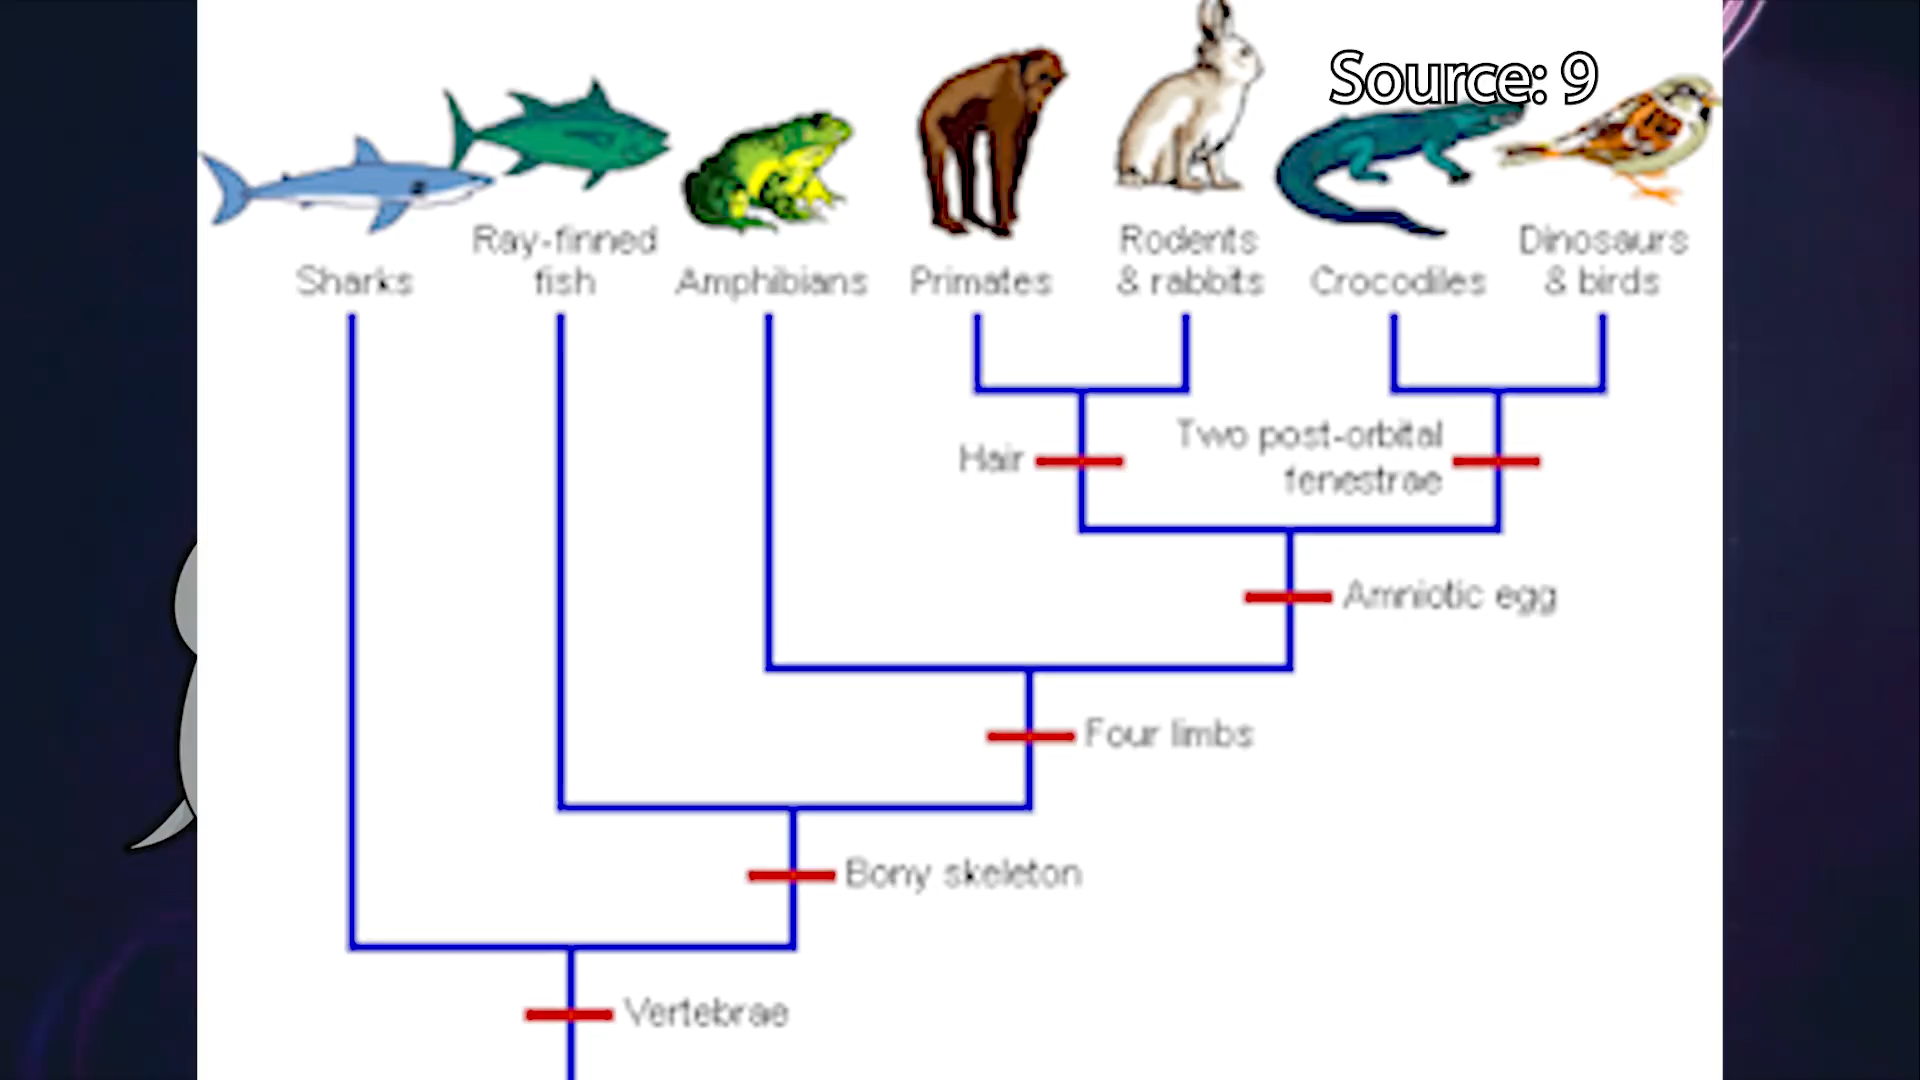 Source: 9
Sharks
Ray-finned
fish
Amphibians
Primates
Rodents
& rabbits
Crocodiles
Dinosaurs
& birds
Hair
Two post-orbital
fenestrae
Amniotic egg
Four limbs
Bony skeleton
Vertebrae